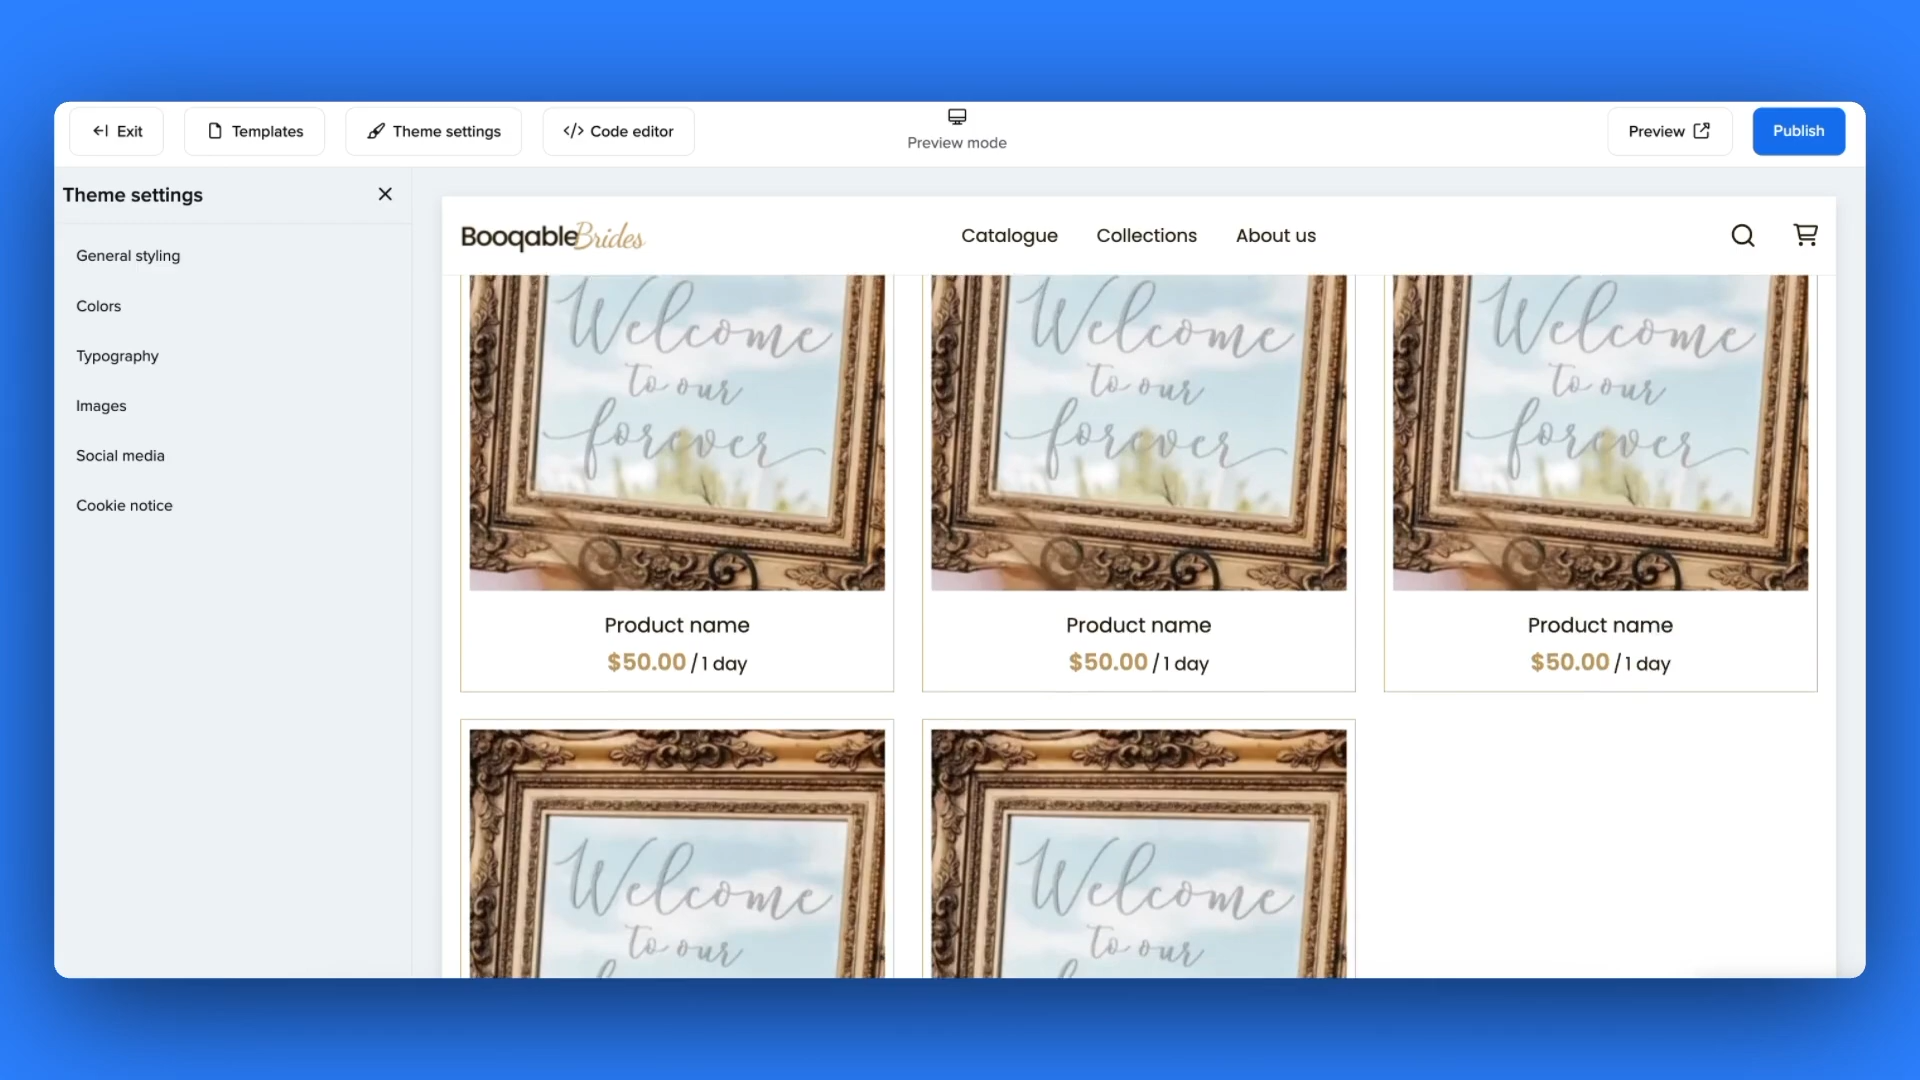 Exit Templates Theme settings Code editor Preview mode Preview Publish
Theme settings
General styling
Colors
Typography
Images
Social media
Cookie notice
BooqableBrides Catalogue Collections About us
Welcome
to our
forever
Product name
$50.00 / 1 day
Welcome
to our
forever
Product name
$50.00 / 1 day
Welcome
to our
forever
Product name
$50.00 / 1 day
Welcome
to our
Welcome
to our